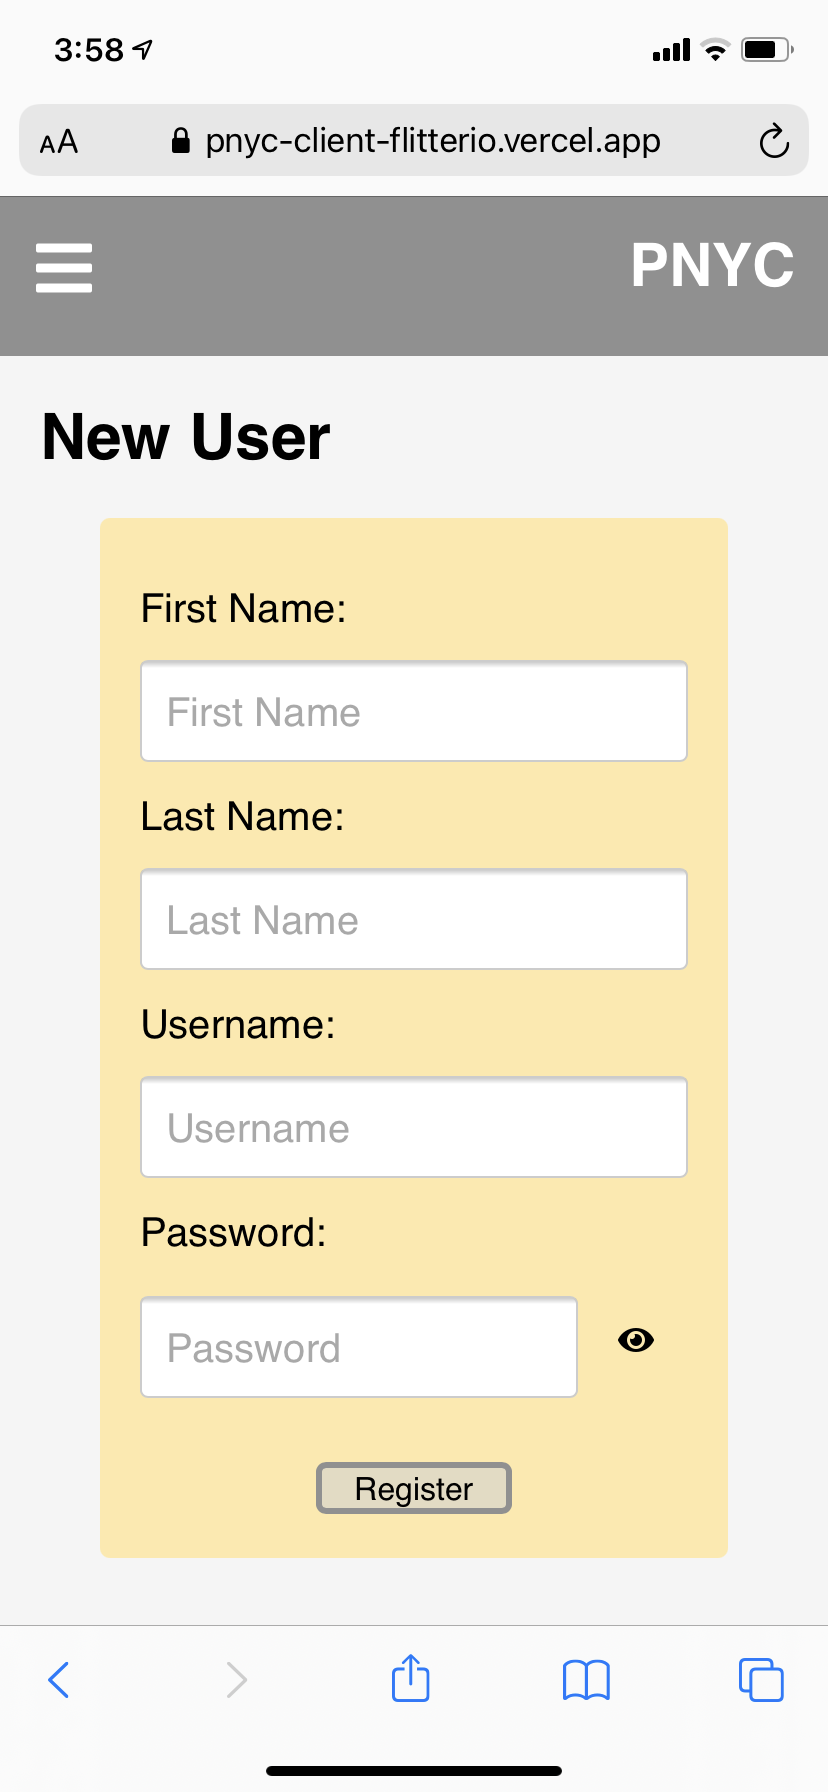 3:58
AA pnyc-client-flitterio.vercel.app
PNYC
New User
First Name:
First Name
Last Name:
Last Name
Username:
Username
Password:
Password
Register